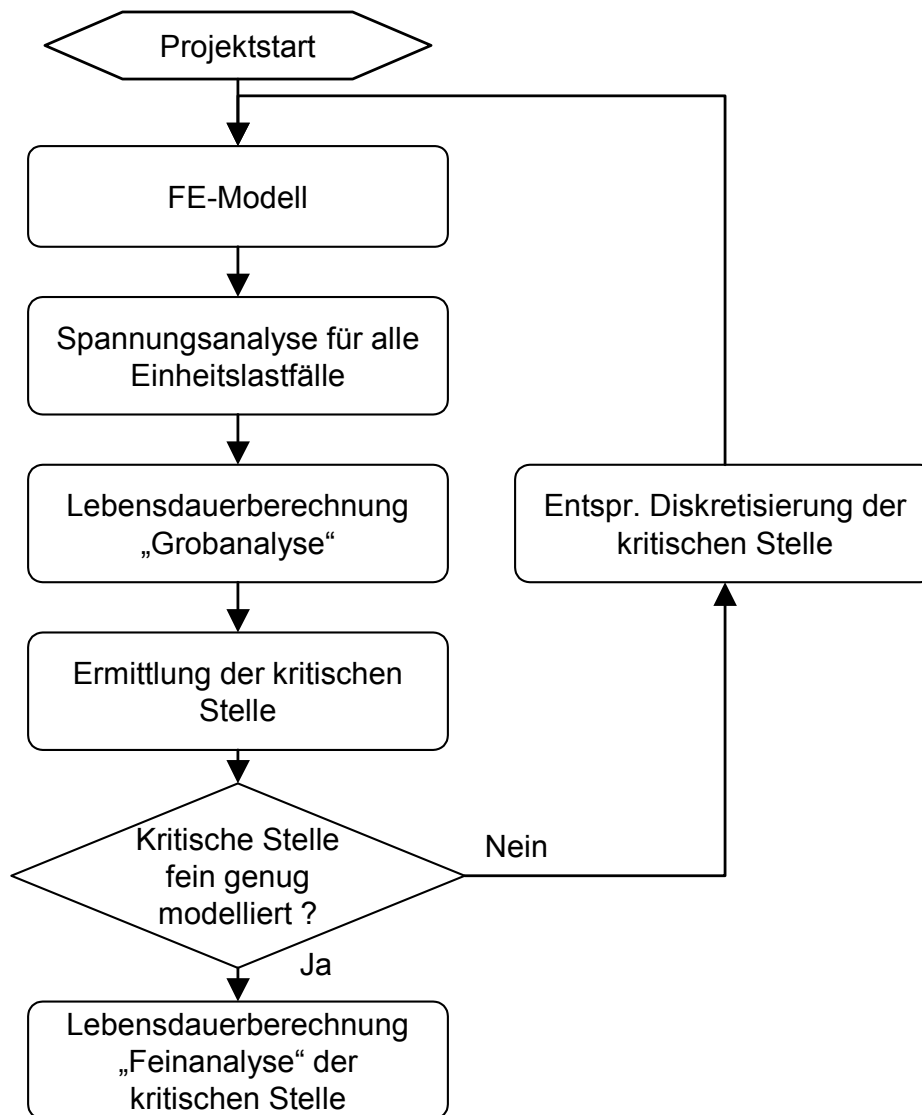 Projektstart
FE-Modell
Spannungsanalyse für alle
Einheitslastfälle
Lebensdauerberechnung
„Grobanalyse“
Entspr. Diskretisierung der
kritischen Stelle
Ermittlung der kritischen
Stelle
Kritische Stelle
fein genug
modelliert ?
Nein
Ja
Lebensdauerberechnung
„Feinanalyse“ der
kritischen Stelle